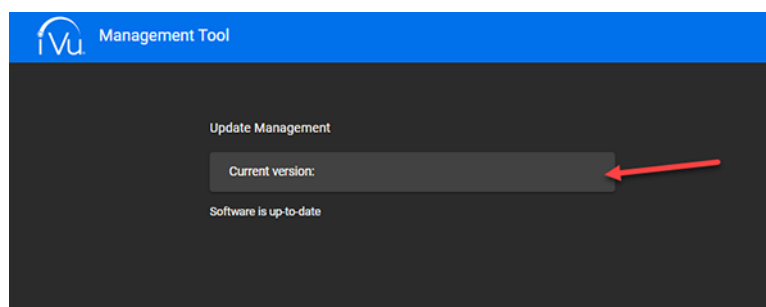 iVu.
Management Tool
Update Management
Current version:
Software is up-to-date